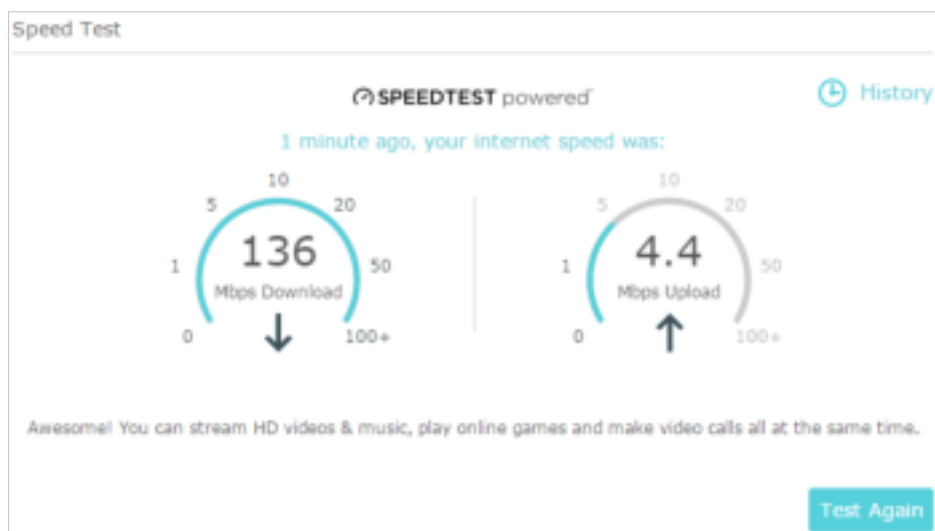 Speed Test
SPEEDTEST powered
History
1 minute ago, your internet speed was:
10
5
20
136
1
50
Mbps Download
0
100+
10
5
20
4.4
1
50
Mbps Upload
0
100+
Awesome! You can stream HD videos & music, play online games and make video calls all at the same time.
Test Again